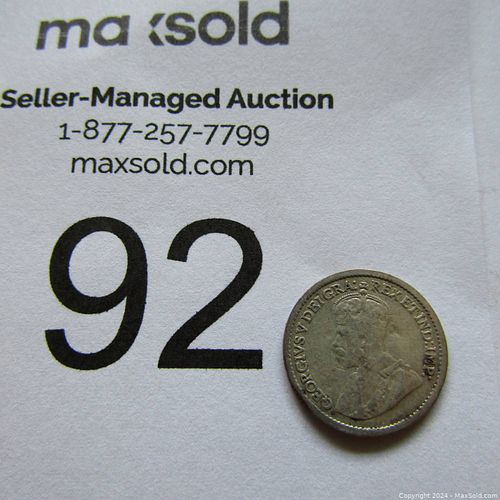 maxsold
Seller-Managed Auction
1-877-257-7799
maxsold.com
92
GEORGIVS V DEI GRA: REX ET IND: IMP:
Copyright 2024 - MaxSold.com